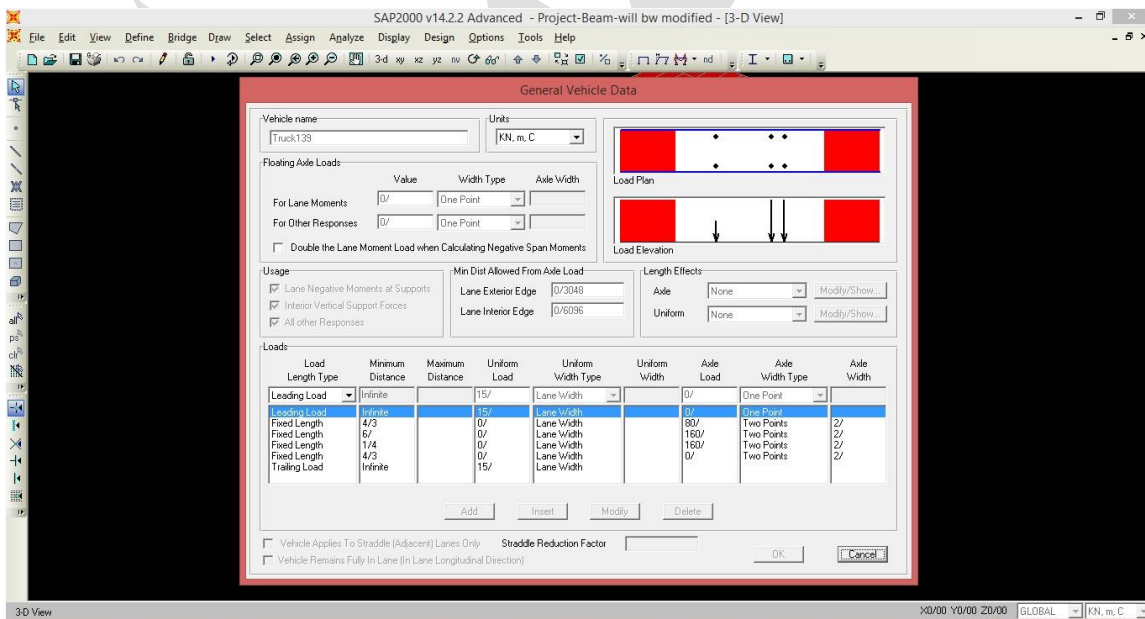 SAP2000 v14.2.2 Advanced - Project-Beam-will bw modified - [3-D View]
File Edit View Define Bridge Draw Select Assign Analyze Display Design Options Tools Help
3-d xy xz yz nv nd
General Vehicle Data
Vehicle name
Truck139
Units
KN, m, C
Floating Axle Loads
Value Width Type Axle Width
For Lane Moments 0/ One Point
For Other Responses 0/ One Point
Double the Lane Moment Load when Calculating Negative Span Moments
Load Plan
Load Elevation
Usage
Lane Negative Moments at Supports
Interior Vertical Support Forces
All other Responses
Min Dist Allowed From Axle Load
Lane Exterior Edge 0/3048
Lane Interior Edge 0/6096
Length Effects
Axle None Modify/Show...
Uniform None Modify/Show...
Loads
Load Minimum Maximum Uniform Uniform Uniform Axle Axle Axle
Length Type Distance Distance Load Width Type Width Load Width Type Width
Leading Load Infinite 15/ Lane Width 0/ One Point
Leading Load Infinite 15/ Lane Width 0/ One Point
Fixed Length 4/3 0/ Lane Width 80/ Two Points 2/
Fixed Length 6/ 0/ Lane Width 160/ Two Points 2/
Fixed Length 1/4 0/ Lane Width 160/ Two Points 2/
Fixed Length 4/3 0/ Lane Width 0/ Two Points 2/
Trailing Load Infinite 15/ Lane Width
Add Insert Modify Delete
Vehicle Applies To Straddle (Adjacent) Lanes Only Straddle Reduction Factor
Vehicle Remains Fully In Lane (In Lane Longitudinal Direction)
OK Cancel
all
ps
clr
3-D View X0/00 Y0/00 Z0/00 GLOBAL KN, m, C